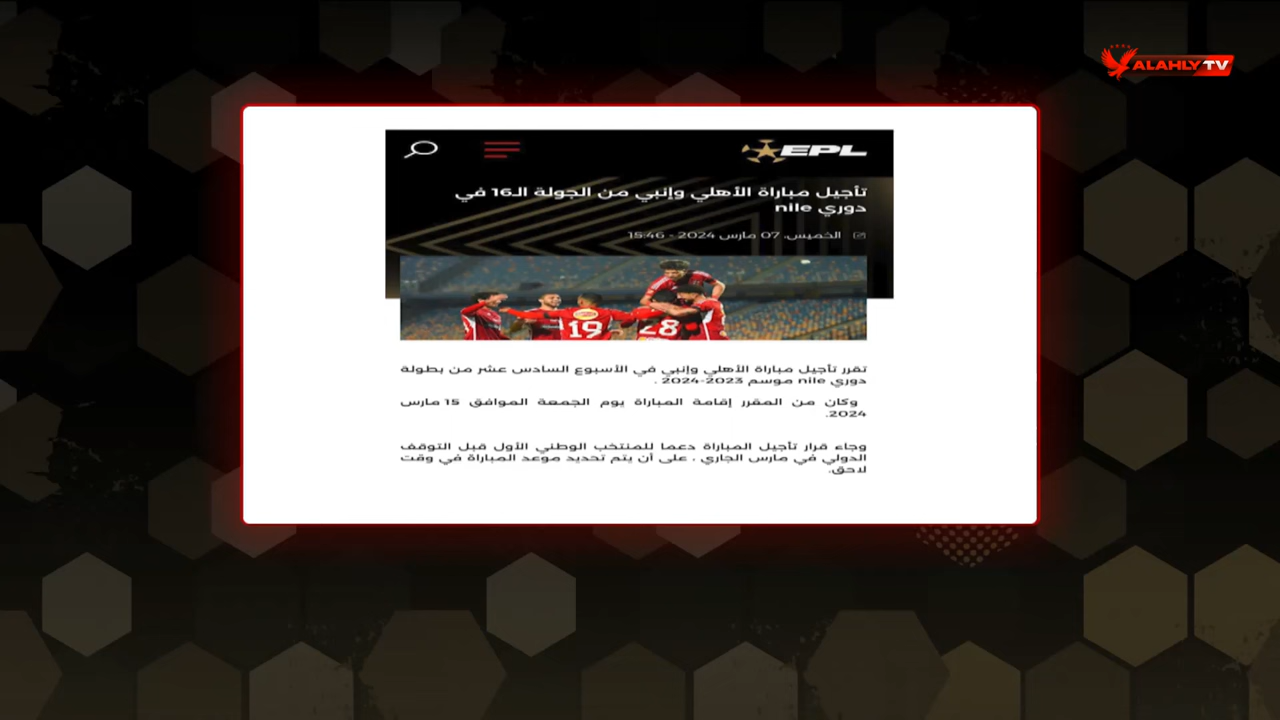 ALAHLYTV
EPL
تأجيل مباراة الأهلي وإنبي من الجولة الـ16 في
دوري nile
الخميس، 07 مارس 2024 - 15:46
19
28
تقرر تأجيل مباراة الأهلي وإنبي في الأسبوع السادس عشر من بطولة
دوري nile موسم 2023-2024 .
وكان من المقرر إقامة المباراة يوم الجمعة الموافق 15 مارس
2024.
وجاء قرار تأجيل المباراة دعما للمنتخب الوطني الأول قبل التوقف
الدولي في مارس الجاري ، على أن يتم تحديد موعد المباراة في وقت
لاحق.